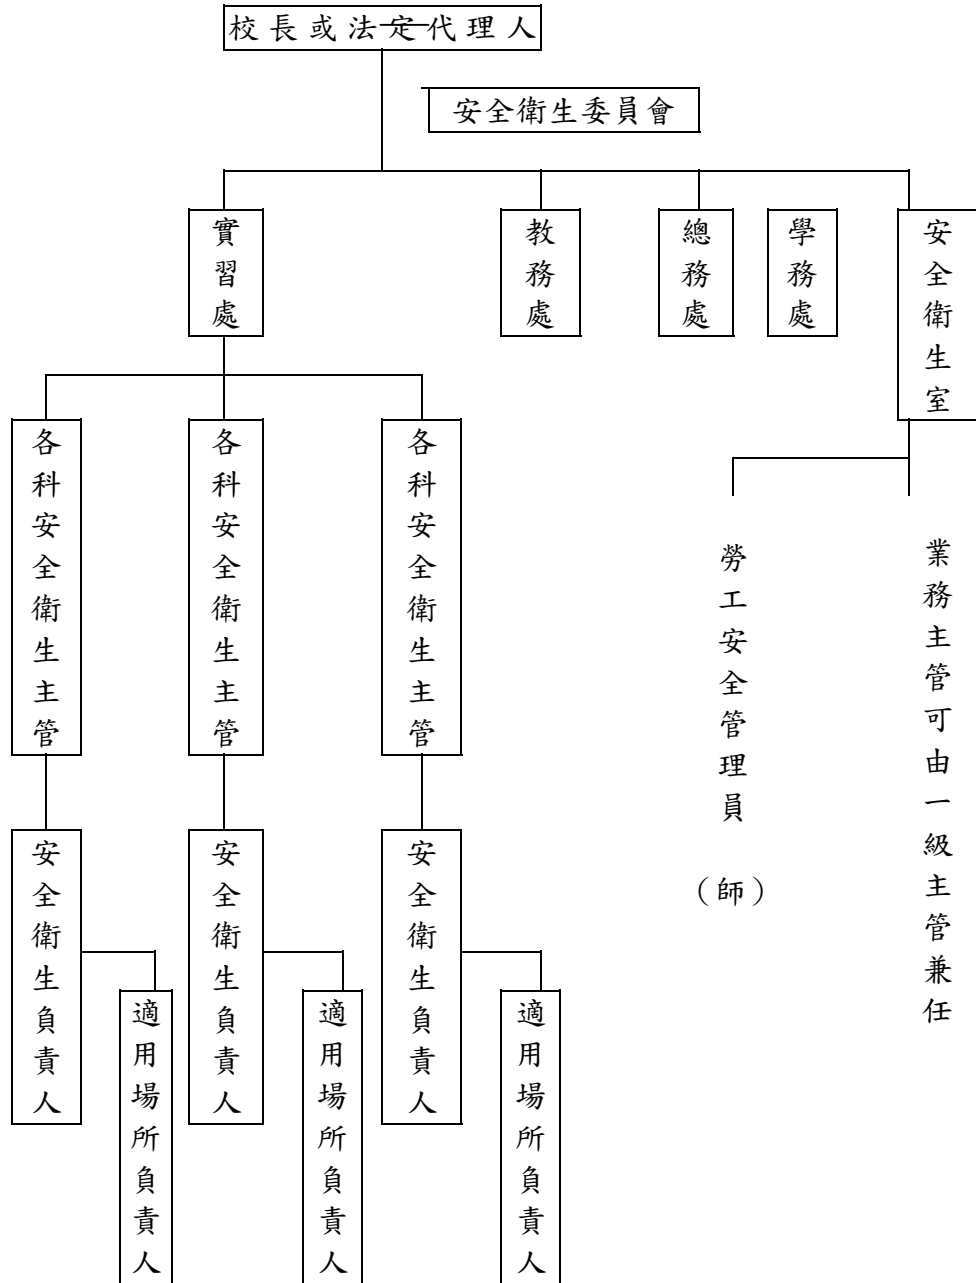 校長或法定代理人
安全衛生委員會
實習處
教務處
總務處
學務處
安全衛生室
各科安全衛生主管
各科安全衛生主管
各科安全衛生主管
勞工安全管理員
（師）
業務主管可由一級主管兼任
安全衛生負責人
安全衛生負責人
安全衛生負責人
適用場所負責人
適用場所負責人
適用場所負責人